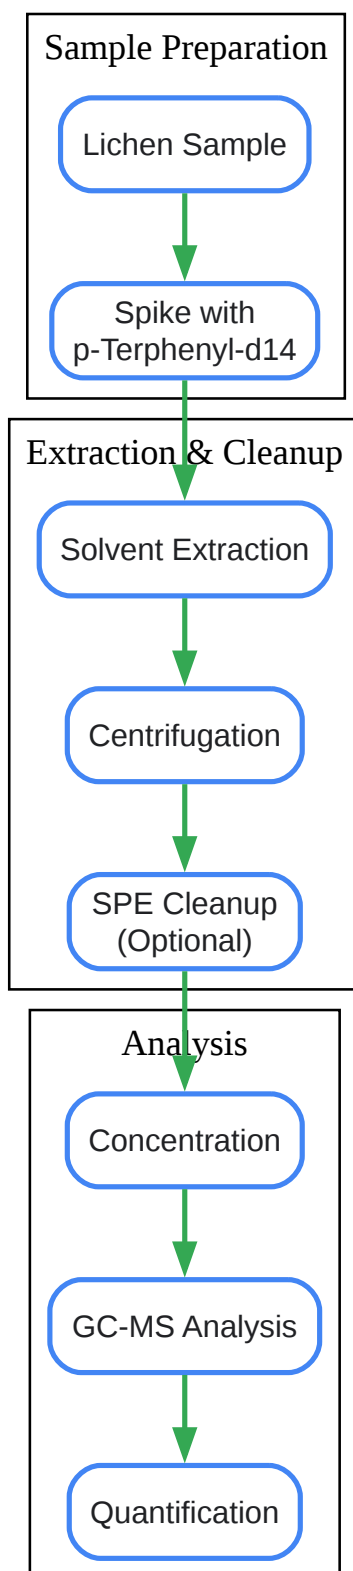 Sample Preparation
Lichen Sample
Spike with
p-Terphenyl-d14
Extraction & Cleanup
Solvent Extraction
Centrifugation
SPE Cleanup
(Optional)
Analysis
Concentration
GC-MS Analysis
Quantification